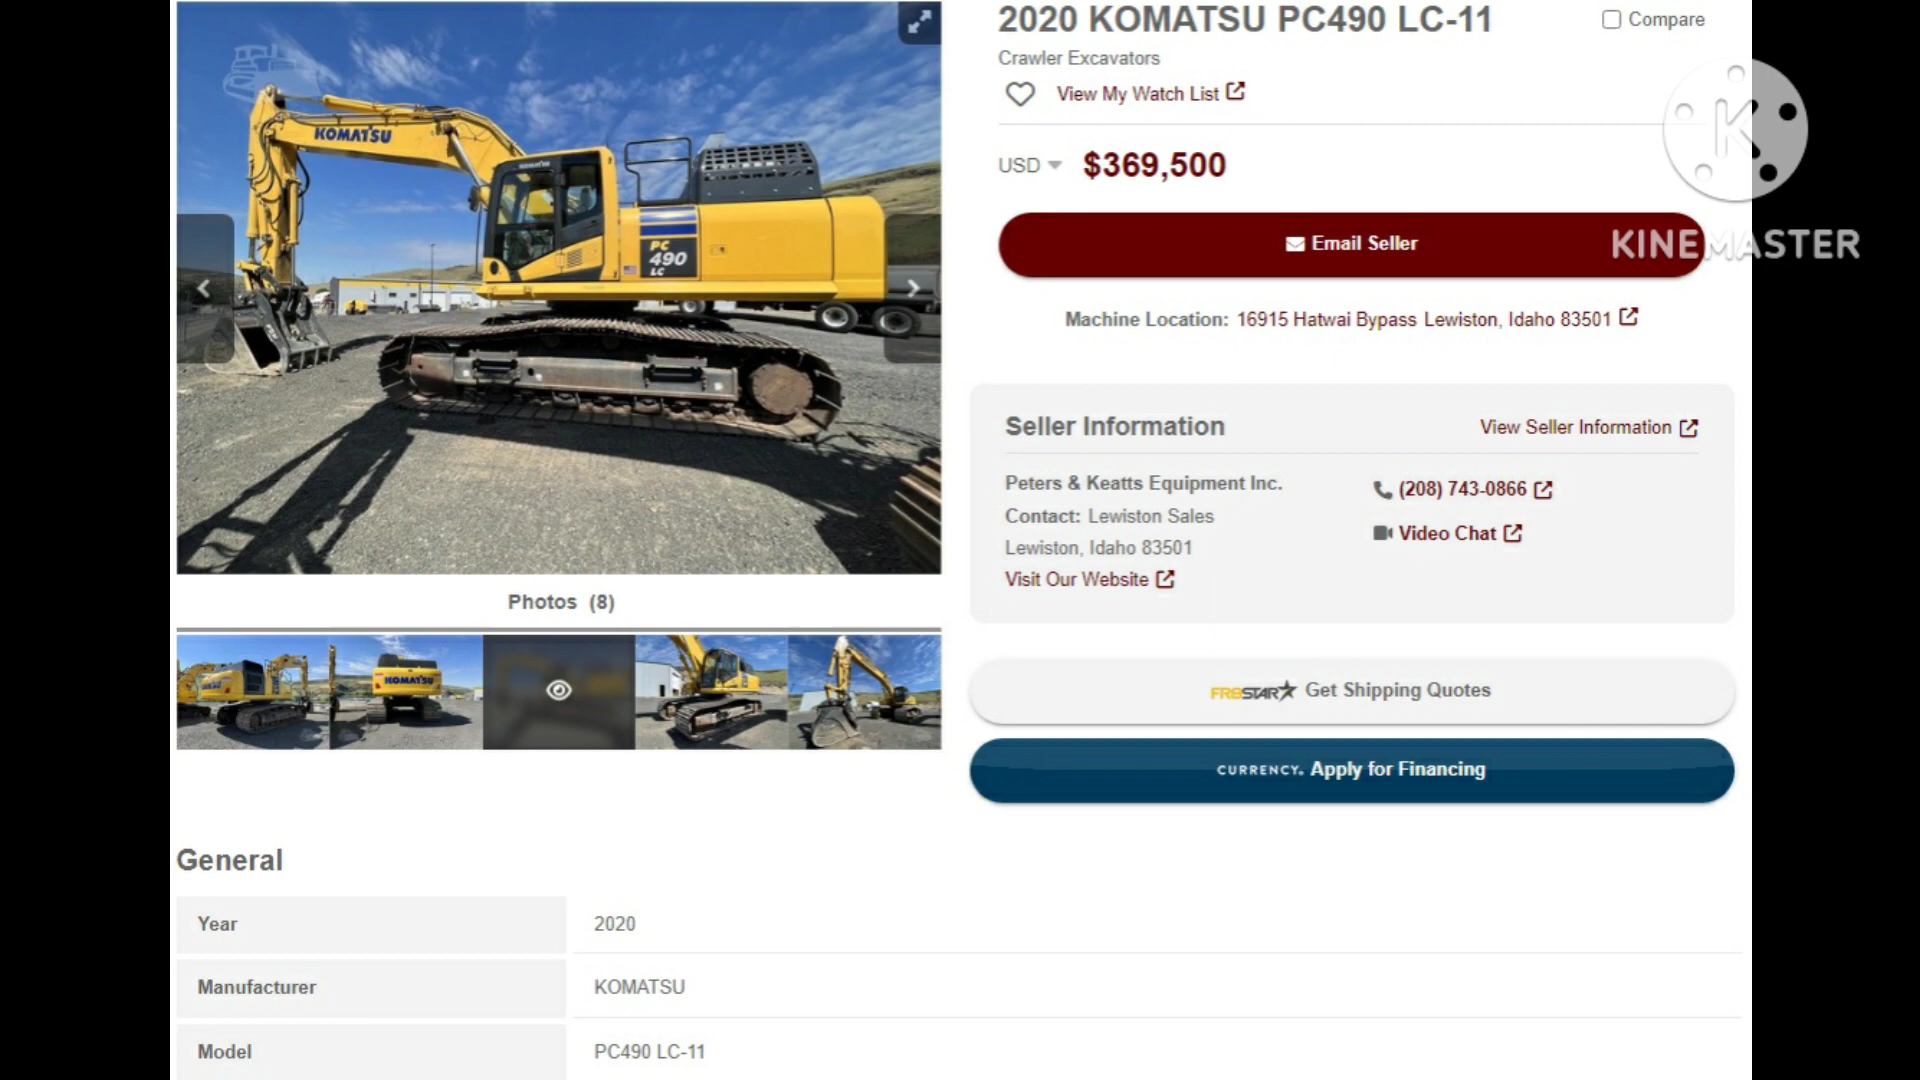 2020 KOMATSU PC490 LC-11
Compare
Crawler Excavators
View My Watch List
USD $369,500
Email Seller
KINEMASTER
Machine Location: 16915 Hatwai Bypass Lewiston, Idaho 83501
Seller Information
View Seller Information
Peters & Keatts Equipment Inc.
(208) 743-0866
Contact: Lewiston Sales
Video Chat
Lewiston, Idaho 83501
Visit Our Website
FR8STAR Get Shipping Quotes
CURRENCY. Apply for Financing
KOMATSU
KOMATSU
PC
490
LC
Photos (8)
KOMATSU
General
Year 2020
Manufacturer KOMATSU
Model PC490 LC-11